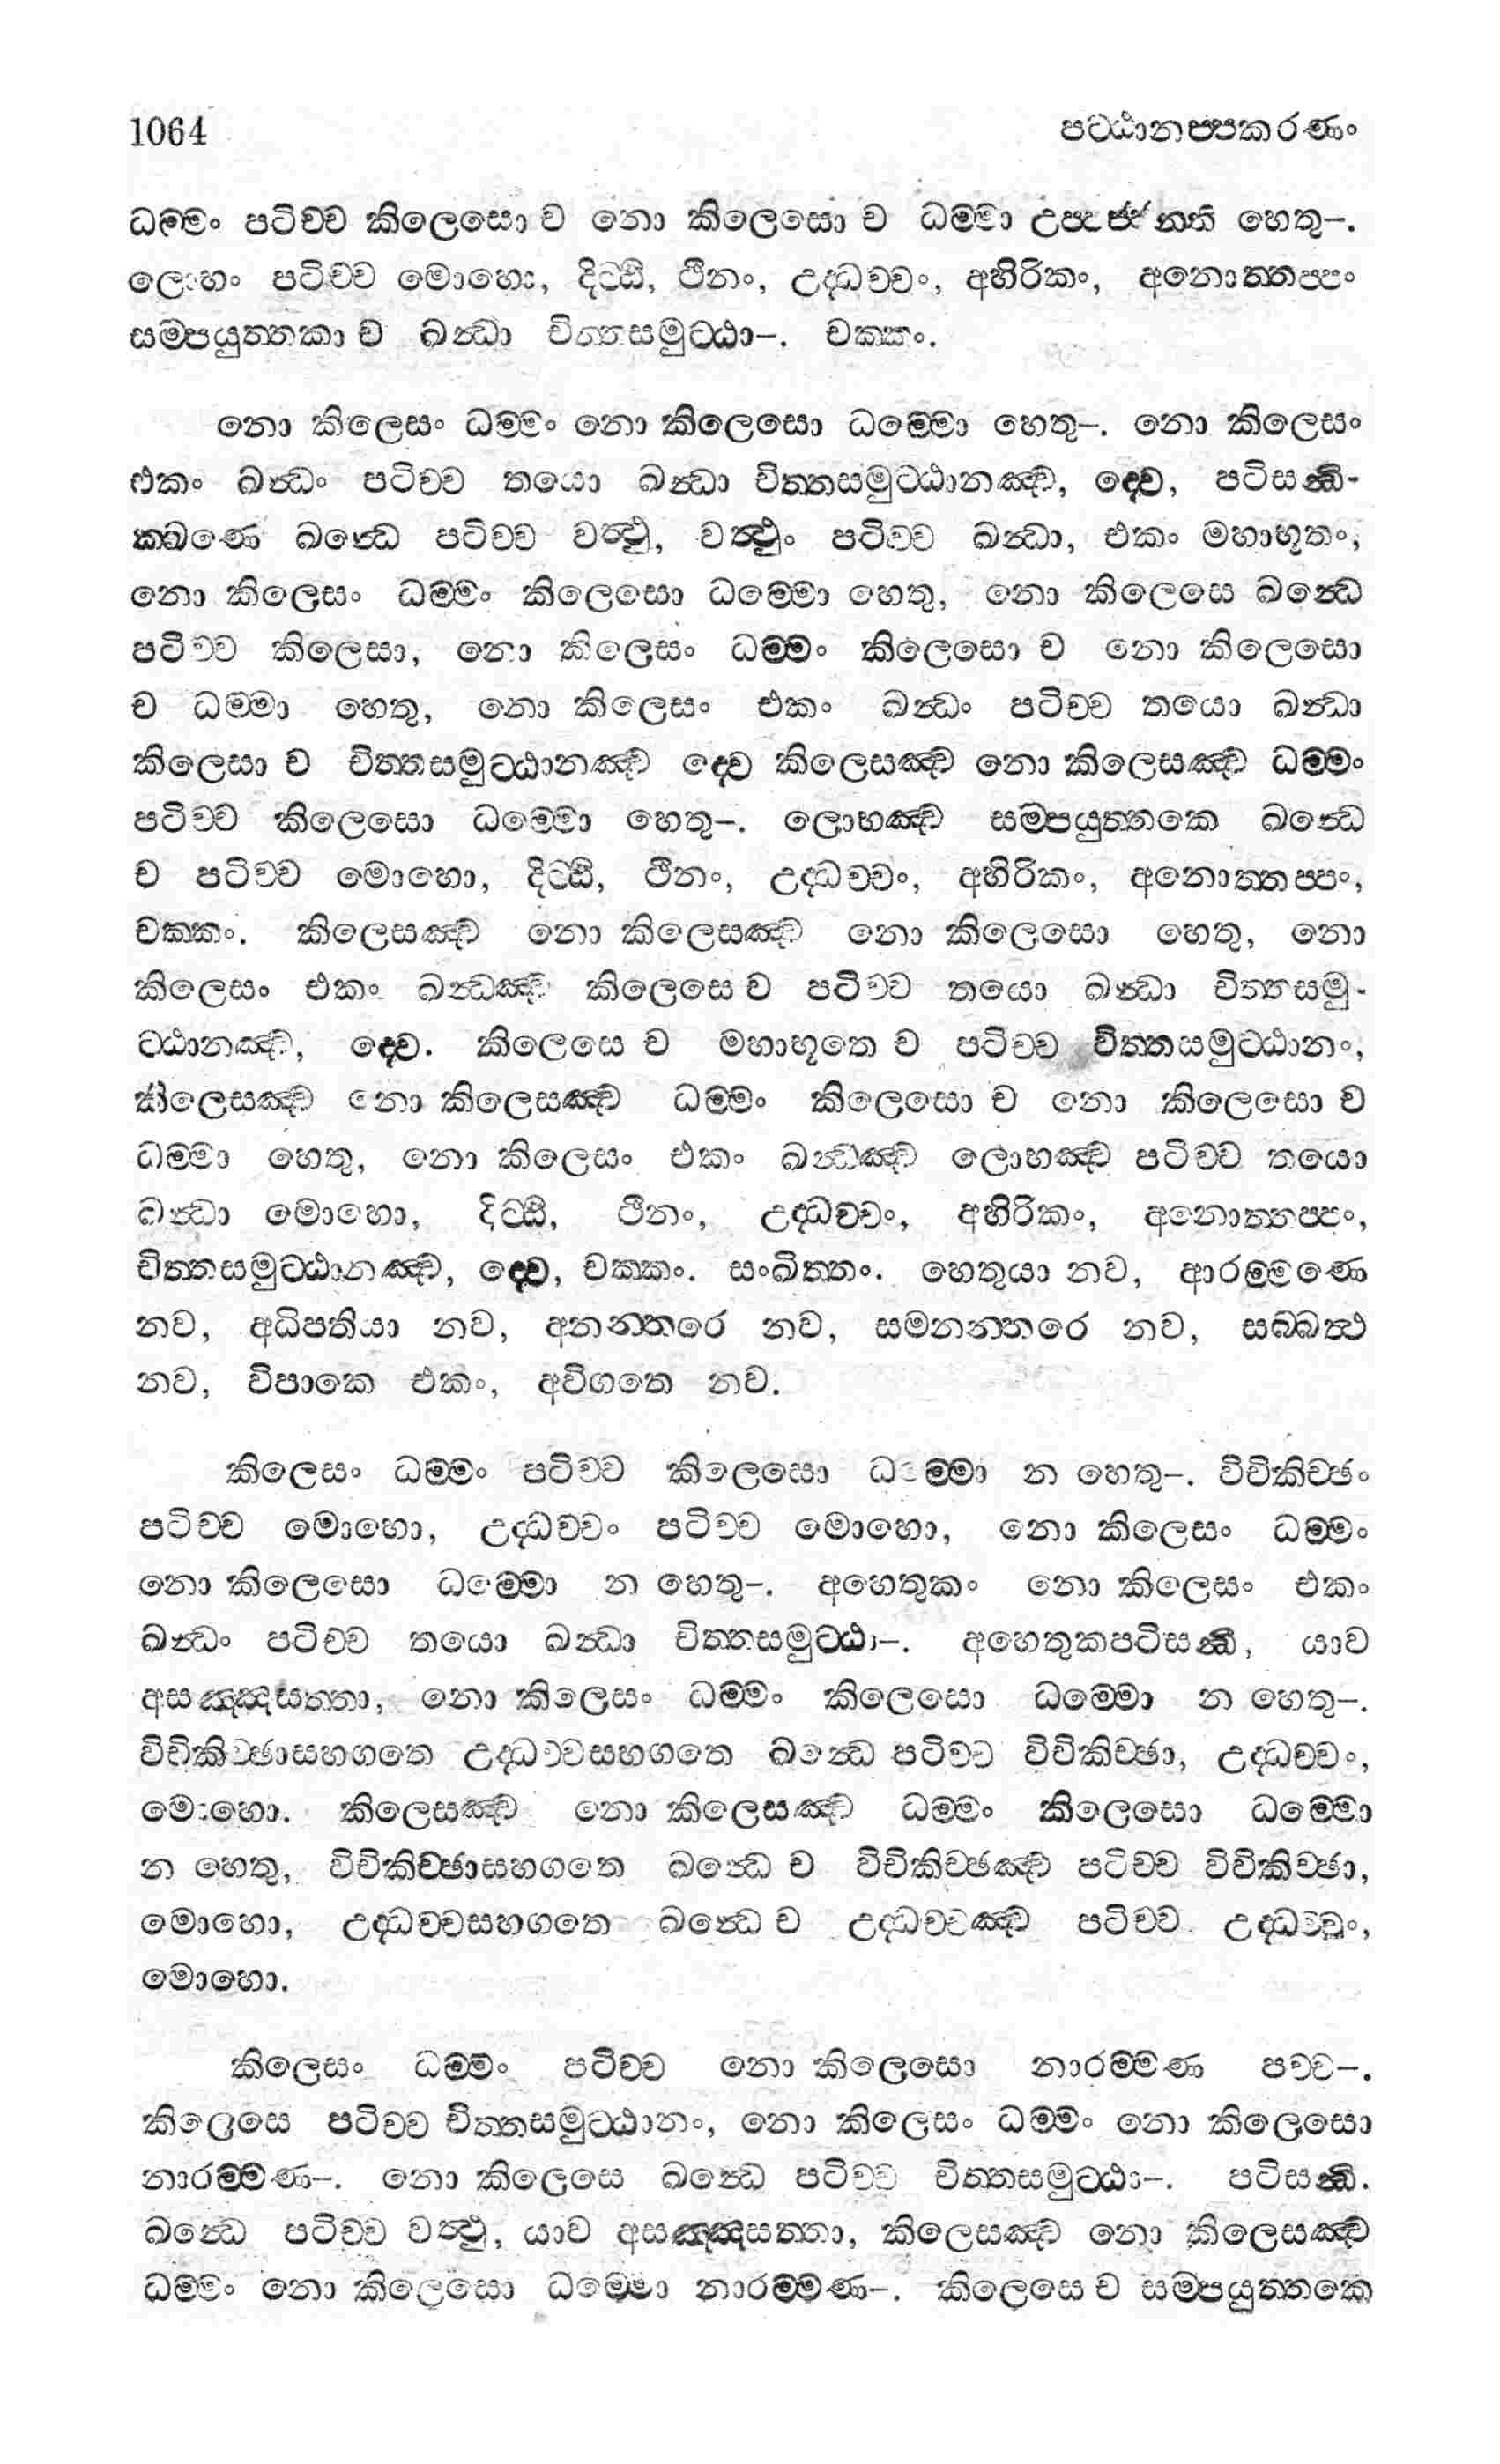 1064 පට්ඨානප්පකරණං
ධම්මං පටිච්ච කිලෙසො ච නො කිලෙසො ච ධම්මා උප්පජ්ජන්ති හෙතු–.
ලොභං පටිච්ච මොහො, දිට්ඨි, ථීනං, උද්ධච්චං, අහිරිකං, අනොත්තප්පං
සම්පයුත්තකා ච ඛන්ධා චිත්තසමුට්ඨා–. චක්කං.
නො කිලෙසං ධම්මං නො කිලෙසො ධම්මො හෙතු–. නො කිලෙසං
එකං ඛන්ධං පටිච්ච තයො ඛන්ධා චිත්තසමුට්ඨානඤ්ච, ද්වෙ, පටිසන්ධි-
ක්ඛණෙ ඛන්ධෙ පටිච්ච වත්ථු, වත්ථුං පටිච්ච ඛන්ධා, එකං මහාභූතං,
නො කිලෙසං ධම්මං කිලෙසො ධම්මො හෙතු, නො කිලෙසෙ ඛන්ධෙ
පටිච්ච කිලෙසා, නො කිලෙසං ධම්මං කිලෙසො ච නො කිලෙසො
ච ධම්මා හෙතු, නො කිලෙසං එකං ඛන්ධං පටිච්ච තයො ඛන්ධා
කිලෙසා ච චිත්තසමුට්ඨානඤ්ච ද්වෙ කිලෙසඤ්ච නො කිලෙසඤ්ච ධම්මං
පටිච්ච කිලෙසො ධම්මො හෙතු–. ලොභඤ්ච සම්පයුත්තකෙ ඛන්ධෙ
ච පටිච්ච මොහො, දිට්ඨි, ථීනං, උද්ධච්චං, අහිරිකං, අනොත්තප්පං,
චක්කං. කිලෙසඤ්ච නො කිලෙසඤ්ච නො කිලෙසො හෙතු, නො
කිලෙසං එකං ඛන්ධඤ්ච කිලෙසෙ ච පටිච්ච තයො ඛන්ධා චිත්තසමු-
ට්ඨානඤ්ච, ද්වෙ. කිලෙසෙ ච මහාභූතෙ ච පටිච්ච චිත්තසමුට්ඨානං,
කිලෙසඤ්ච නො කිලෙසඤ්ච ධම්මං කිලෙසො ච නො කිලෙසො ච
ධම්මා හෙතු, නො කිලෙසං එකං ඛන්ධඤ්ච ලොභඤ්ච පටිච්ච තයො
ඛන්ධා මොහො, දිට්ඨි, ථීනං, උද්ධච්චං, අහිරිකං, අනොත්තප්පං,
චිත්තසමුට්ඨානඤ්ච, ද්වෙ, චක්කං. සංඛිත්තං. හෙතුයා නව, ආරම්මණෙ
නව, අධිපතියා නව, අනන්තරෙ නව, සමනන්තරෙ නව, සබ්බත්ථ
නව, විපාකෙ එකං, අවිගතෙ නව.
කිලෙසං ධම්මං පටිච්ච කිලෙසො ධම්මො න හෙතු–. විචිකිච්ඡං
පටිච්ච මොහො, උද්ධච්චං පටිච්ච මොහො, නො කිලෙසං ධම්මං
නො කිලෙසො ධම්මො න හෙතු–. අහෙතුකං නො කිලෙසං එකං
ඛන්ධං පටිච්ච තයො ඛන්ධා චිත්තසමුට්ඨා–. අහෙතුකපටිසන්ධි, යාව
අසඤ්ඤසත්තා, නො කිලෙසං ධම්මං කිලෙසො ධම්මො න හෙතු–.
විචිකිච්ඡාසහගතෙ උද්ධච්චසහගතෙ ඛන්ධෙ පටිච්ච විචිකිච්ඡා, උද්ධච්චං,
මොහො. කිලෙසඤ්ච නො කිලෙසඤ්ච ධම්මං කිලෙසො ධම්මො
න හෙතු, විචිකිච්ඡාසහගතෙ ඛන්ධෙ ච විචිකිච්ඡඤ්ච පටිච්ච විචිකිච්ඡා,
මොහො, උද්ධච්චසහගතෙ ඛන්ධෙ ච උද්ධච්චඤ්ච පටිච්ච උද්ධච්චං,
මොහො.
කිලෙසං ධම්මං පටිච්ච නො කිලෙසො නාරම්මණ පච්ච–.
කිලෙසෙ පටිච්ච චිත්තසමුට්ඨානං, නො කිලෙසං ධම්මං නො කිලෙසො
නාරම්මණ–. නො කිලෙසෙ ඛන්ධෙ පටිච්ච චිත්තසමුට්ඨා–. පටිසන්ධි.
ඛන්ධෙ පටිච්ච වත්ථු, යාව අසඤ්ඤසත්තා, කිලෙසඤ්ච නො කිලෙසඤ්ච
ධම්මං නො කිලෙසො ධම්මො නාරම්මණ–. කිලෙසෙ ච සම්පයුත්තකෙ